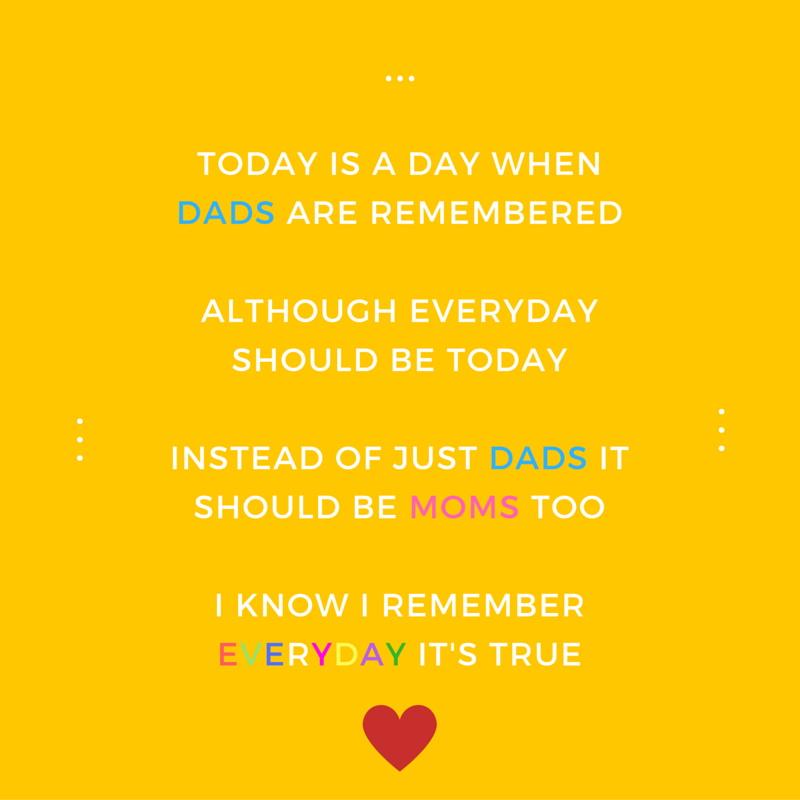 TODAY IS A DAY WHEN
DADS ARE REMEMBERED
ALTHOUGH EVERYDAY
SHOULD BE TODAY
INSTEAD OF JUST DADS IT
SHOULD BE MOMS TOO
I KNOW I REMEMBER
EVERYDAY IT'S TRUE